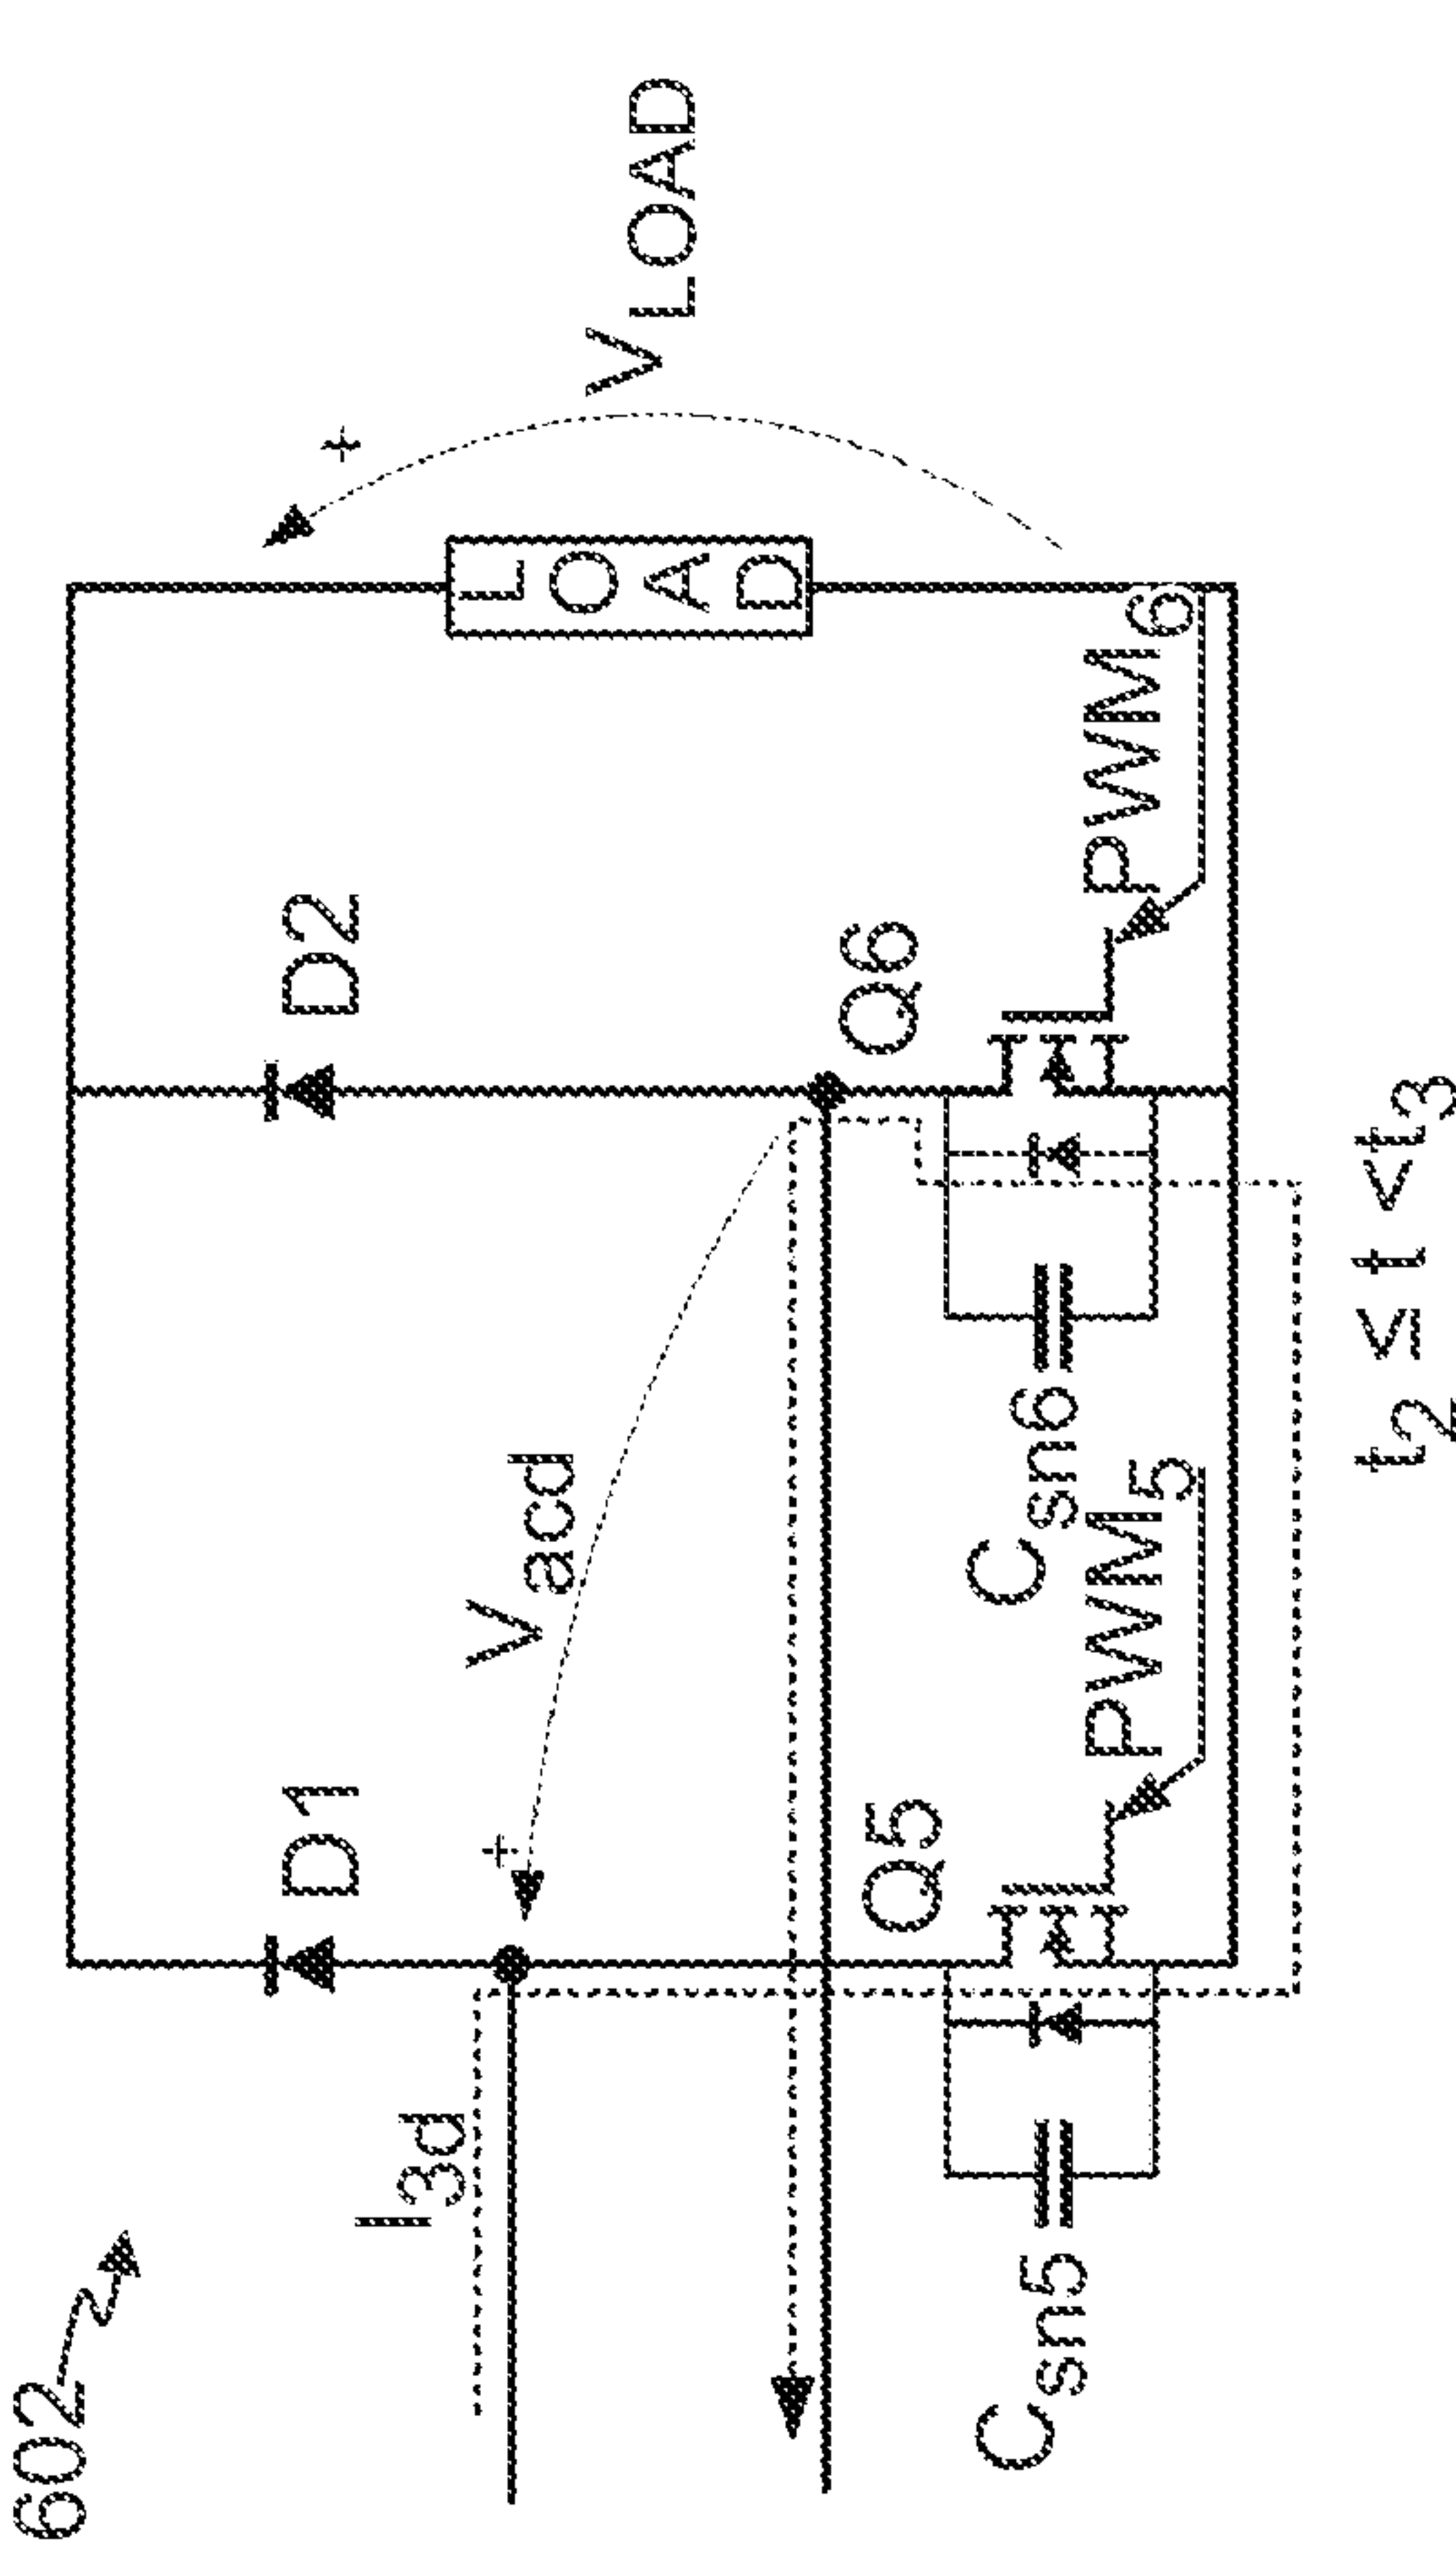 602
D1
D2
I3d
+
Vacd
+
VLOAD
LOAD
Q5
Q6
Csn5
PWM5
Csn6
PWM6
t2 ≤ t <t3